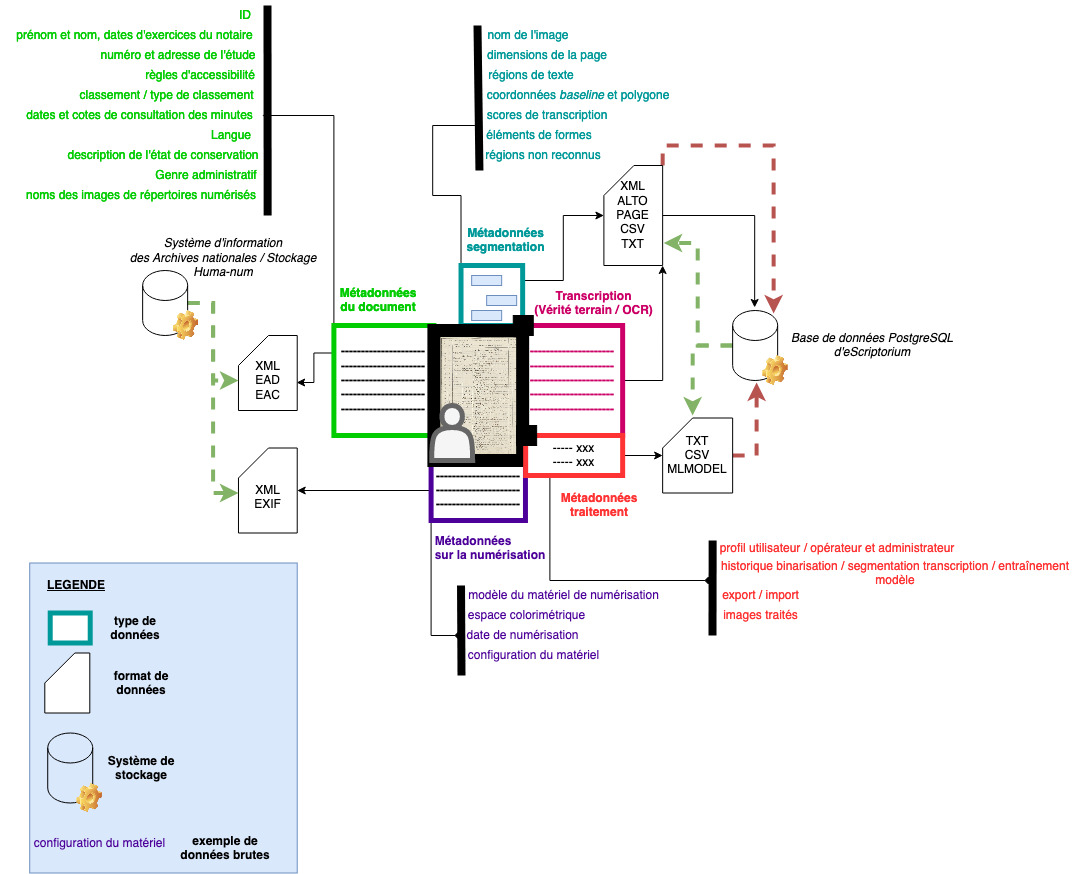 ID
prénom et nom, dates d'exercices du notaire
numéro et adresse de l'étude
règles d'accessibilité
classement / type de classement
dates et cotes de consultation des minutes
Langue
description de l'état de conservation
Genre administratif
noms des images de répertoires numérisés
nom de l'image
dimensions de la page
régions de texte
coordonnées baseline et polygone
scores de transcription
éléments de formes
régions non reconnus
XML
ALTO
PAGE
CSV
TXT
Système d'information
des Archives nationales / Stockage
Huma-num
Métadonnées
segmentation
Métadonnées
du document
Transcription
(Vérité terrain / OCR)
Base de données PostgreSQL
d'eScriptorium
XML
EAD
EAC
TXT
CSV
MLMODEL
----- xxx
----- xxx
XML
EXIF
Métadonnées
traitement
Métadonnées
sur la numérisation
profil utilisateur / opérateur et administrateur
historique binarisation / segmentation transcription / entraînement
modèle
export / import
images traités
modèle du matériel de numérisation
espace colorimétrique
date de numérisation
configuration du matériel
LEGENDE
type de
données
format de
données
Système de
stockage
configuration du matériel
exemple de
données brutes